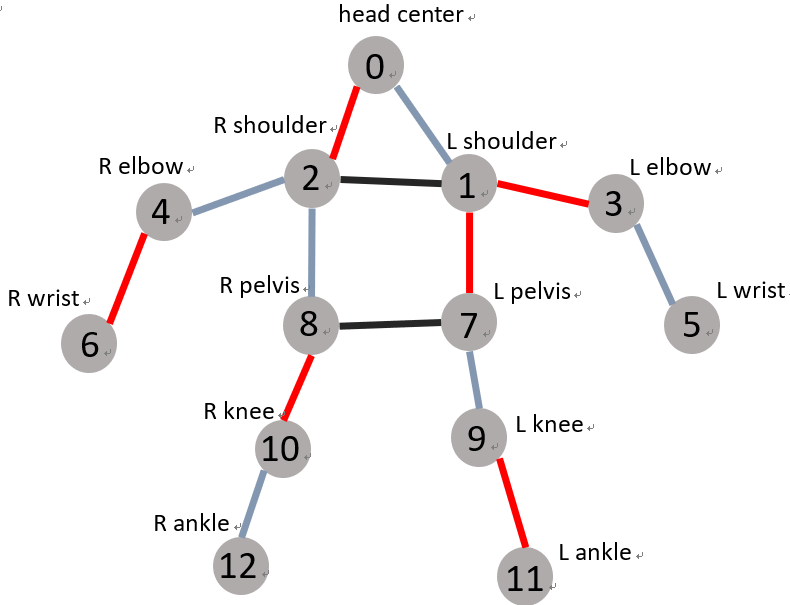 head center
0
R shoulder
L shoulder
R elbow
L elbow
2
1
4
3
R wrist
R pelvis
L pelvis
L wrist
6
8
7
5
R knee
L knee
10
9
R ankle
L ankle
12
11